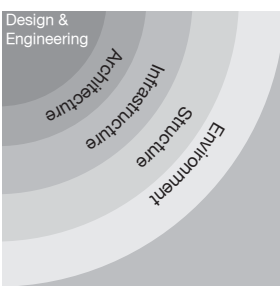 Design &
Engineering
Architecture
Infrastructure
Structure
Environment